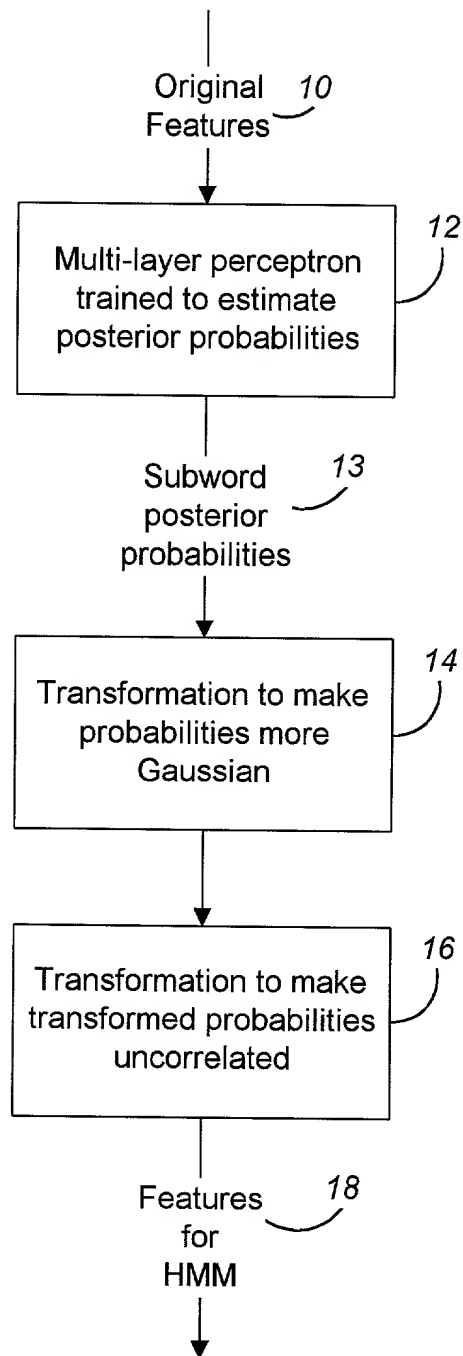 Original 10
Features
12
Multi-layer perceptron
trained to estimate
posterior probabilities
13
Subword
posterior
probabilities
14
Transformation to make
probabilities more
Gaussian
16
Transformation to make
transformed probabilities
uncorrelated
18
Features
for
HMM